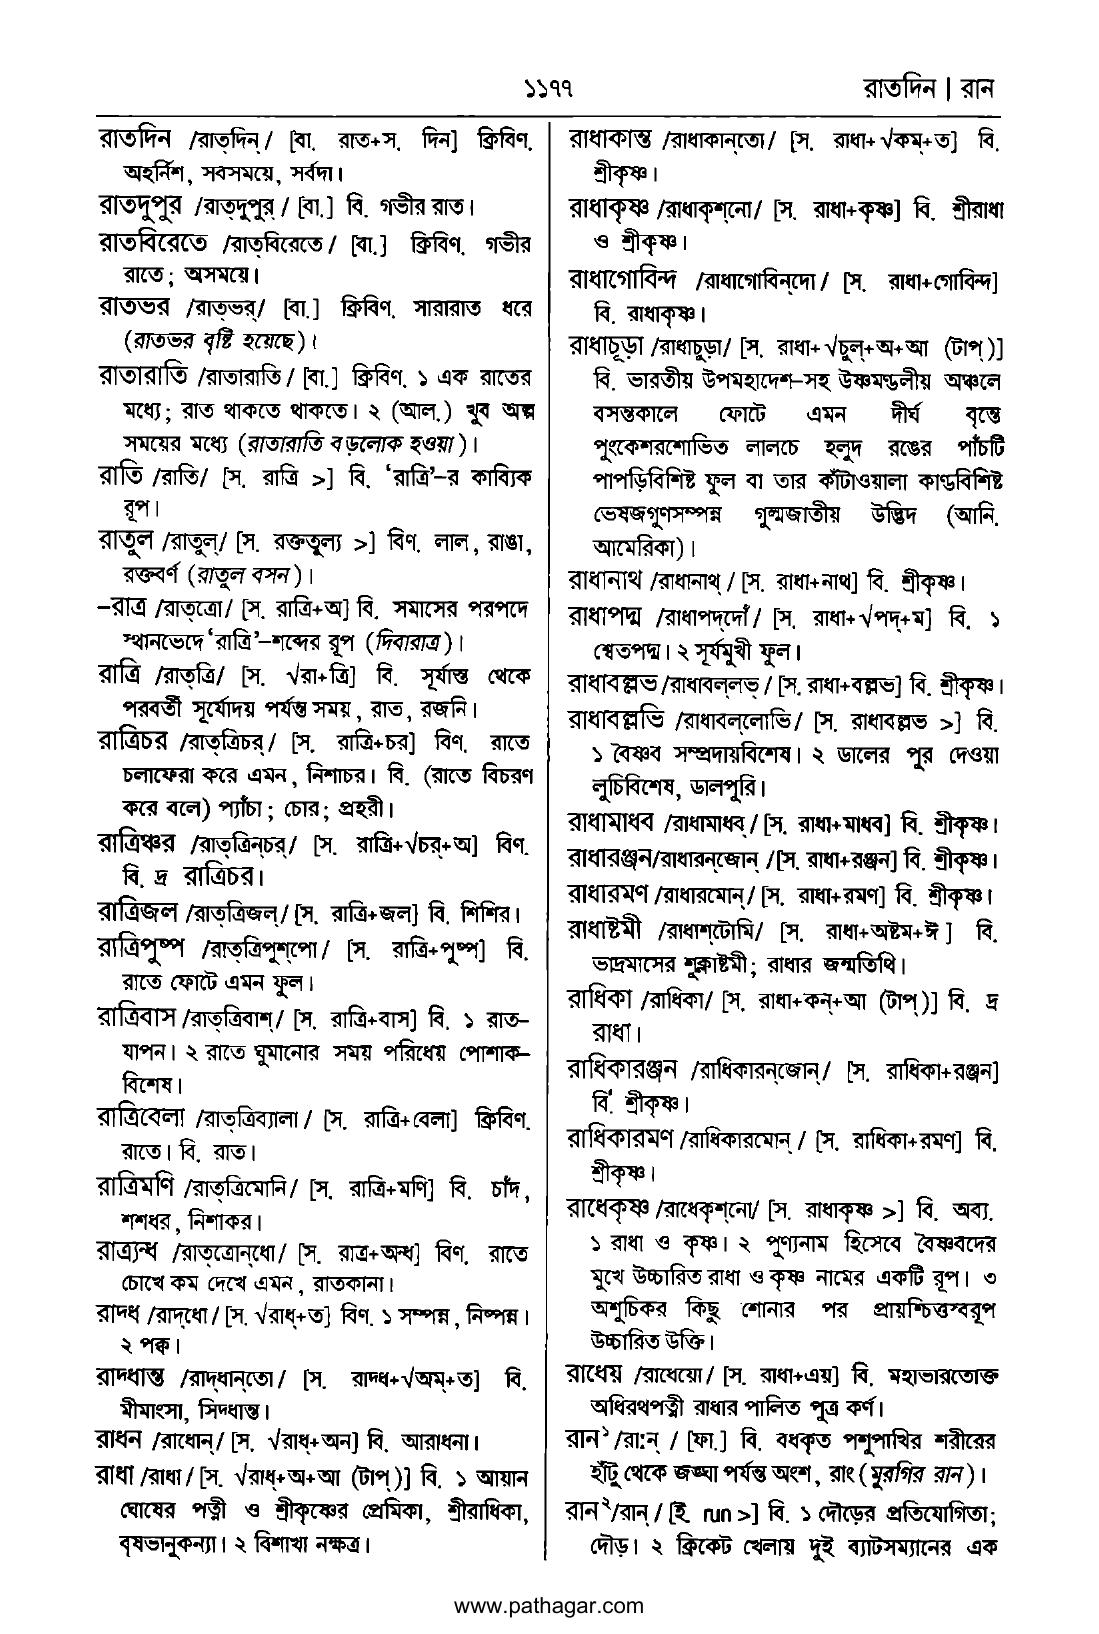 ১১৭৭
রাতদিন | রান
রাতদিন /রাত্‌দিন্/ [বা. রাত+স. দিন] ক্রিবিণ.
অহর্নিশ, সবসময়ে, সর্বদা।
রাতদুপুর /রাত্‌দুপুর্/ [বা.] বি. গভীর রাত।
রাতবিরেতে /রাত্‌বিরেতে/ [বা.] ক্রিবিণ. গভীর
রাতে; অসময়ে।
রাতভর /রাত্‌ভর্/ [বা.] ক্রিবিণ. সারারাত ধরে
(রাতভর বৃষ্টি হয়েছে)।
রাতারাতি /রাতারাতি/ [বা.] ক্রিবিণ. ১ এক রাতের
মধ্যে; রাত থাকতে থাকতে। ২ (আল.) খুব অল্প
সময়ের মধ্যে (রাতারাতি বড়লোক হওয়া)।
রাতি /রাতি/ [স. রাত্রি >] বি. ‘রাত্রি’-র কাব্যিক
রূপ।
রাতুল /রাতুল্/ [স. রক্ততুল্য >] বিণ. লাল, রাঙা,
রক্তবর্ণ (রাতুল বসন)।
-রাত্র /রাত্‌ত্রো/ [স. রাত্রি+অ] বি. সমাসের পরপদে
স্থানভেদে ‘রাত্রি’-শব্দের রূপ (দিবারাত্র)।
রাত্রি /রাত্‌ত্রি/ [স. √রা+ত্রি] বি. সূর্যাস্ত থেকে
পরবর্তী সূর্যোদয় পর্যন্ত সময়, রাত, রজনি।
রাত্রিচর /রাত্‌ত্রিচর্/ [স. রাত্রি+চর] বিণ. রাতে
চলাফেরা করে এমন, নিশাচর। বি. (রাতে বিচরণ
করে বলে) প্যাঁচা; চোর; প্রহরী।
রাত্রিঞ্চর /রাত্‌ত্রিন্‌চর্/ [স. রাত্রি+√চর্+অ] বিণ.
বি. দ্র রাত্রিচর।
রাত্রিজল /রাত্‌ত্রিজল্/ [স. রাত্রি+জল] বি. শিশির।
রাত্রিপুষ্প /রাত্‌ত্রিপুশ্‌পো/ [স. রাত্রি+পুষ্প] বি.
রাতে ফোটে এমন ফুল।
রাত্রিবাস /রাত্‌ত্রিবাশ্/ [স. রাত্রি+বাস] বি. ১ রাত-
যাপন। ২ রাতে ঘুমানোর সময় পরিধেয় পোশাক-
বিশেষ।
রাত্রিবেলা /রাত্‌ত্রিব্যালা/ [স. রাত্রি+বেলা] ক্রিবিণ.
রাতে। বি. রাত।
রাত্রিমণি /রাত্‌ত্রিমোনি/ [স. রাত্রি+মণি] বি. চাঁদ,
শশধর, নিশাকর।
রাত্র্যন্ধ /রাত্‌ত্রোন্‌ধো/ [স. রাত্র+অন্ধ] বিণ. রাতে
চোখে কম দেখে এমন, রাতকানা।
রাদ্ধ /রাদ্‌ধো/ [স. √রাধ্+ত] বিণ. ১ সম্পন্ন, নিষ্পন্ন।
২ পক্ব।
রাদ্ধান্ত /রাদ্‌ধান্‌তো/ [স. রাদ্ধ+√অম্+ত] বি.
মীমাংসা, সিদ্ধান্ত।
রাধন /রাধোন্/ [স. √রাধ্+অন] বি. আরাধনা।
রাধা /রাধা/ [স. √রাধ্+অ+আ (টাপ্)] বি. ১ আয়ান
ঘোষের পত্নী ও শ্রীকৃষ্ণের প্রেমিকা, শ্রীরাধিকা,
বৃষভানুকন্যা। ২ বিশাখা নক্ষত্র।
রাধাকান্ত /রাধাকান্‌তো/ [স. রাধা+√কম্+ত] বি.
শ্রীকৃষ্ণ।
রাধাকৃষ্ণ /রাধাকৃশ্‌নো/ [স. রাধা+কৃষ্ণ] বি. শ্রীরাধা
ও শ্রীকৃষ্ণ।
রাধাগোবিন্দ /রাধাগোবিন্‌দো/ [স. রাধা+গোবিন্দ]
বি. রাধাকৃষ্ণ।
রাধাচূড়া /রাধাচুড়া/ [স. রাধা+√চুল্+অ+আ (টাপ্)]
বি. ভারতীয় উপমহাদেশ-সহ উষ্ণমণ্ডলীয় অঞ্চলে
বসন্তকালে ফোটে এমন দীর্ঘ বৃন্তে
পুংকেশরশোভিত লালচে হলুদ রঙের পাঁচটি
পাপড়িবিশিষ্ট ফুল বা তার কাঁটাওয়ালা কাণ্ডবিশিষ্ট
ভেষজগুণসম্পন্ন গুল্মজাতীয় উদ্ভিদ (আনি.
আমেরিকা)।
রাধানাথ /রাধানাথ্/ [স. রাধা+নাথ] বি. শ্রীকৃষ্ণ।
রাধাপদ্ম /রাধাপদ্‌দোঁ/ [স. রাধা+√পদ্+ম] বি. ১
শ্বেতপদ্ম। ২ সূর্যমুখী ফুল।
রাধাবল্লভ /রাধাবল্‌লভ্/ [স. রাধা+বল্লভ] বি. শ্রীকৃষ্ণ।
রাধাবল্লভি /রাধাবল্‌লোভি/ [স. রাধাবল্লভ >] বি.
১ বৈষ্ণব সম্প্রদায়বিশেষ। ২ ডালের পুর দেওয়া
লুচিবিশেষ, ডালপুরি।
রাধামাধব /রাধামাধব্/ [স. রাধা+মাধব] বি. শ্রীকৃষ্ণ।
রাধারঞ্জন/রাধারন্‌জোন্ /[স. রাধা+রঞ্জন] বি. শ্রীকৃষ্ণ।
রাধারমণ /রাধারমোন্/ [স. রাধা+রমণ] বি. শ্রীকৃষ্ণ।
রাধাষ্টমী /রাধাশ্‌টোমি/ [স. রাধা+অষ্টম+ঈ ] বি.
ভাদ্রমাসের শুক্লাষ্টমী; রাধার জন্মতিথি।
রাধিকা /রাধিকা/ [স. রাধা+কন্+আ (টাপ্)] বি. দ্র
রাধা।
রাধিকারঞ্জন /রাধিকারন্‌জোন্/ [স. রাধিকা+রঞ্জন]
বি. শ্রীকৃষ্ণ।
রাধিকারমণ /রাধিকারমোন্/ [স. রাধিকা+রমণ] বি.
শ্রীকৃষ্ণ।
রাধেকৃষ্ণ /রাধেকৃশ্‌নো/ [স. রাধাকৃষ্ণ >] বি. অব্য.
১ রাধা ও কৃষ্ণ। ২ পুণ্যনাম হিসেবে বৈষ্ণবদের
মুখে উচ্চারিত রাধা ও কৃষ্ণ নামের একটি রূপ। ৩
অশুচিকর কিছু শোনার পর প্রায়শ্চিত্তস্বরূপ
উচ্চারিত উক্তি।
রাধেয় /রাধেয়ো/ [স. রাধা+এয়] বি. মহাভারতোক্ত
অধিরথপত্নী রাধার পালিত পুত্র কর্ণ।
রান১ /রা:ন্ / [ফা.] বি. বধকৃত পশুপাখির শরীরের
হাঁটু থেকে জঙ্ঘা পর্যন্ত অংশ, রাং (মুরগির রান)।
রান২ /রান্/ [ই. run >] বি. ১ দৌড়ের প্রতিযোগিতা;
দৌড়। ২ ক্রিকেট খেলায় দুই ব্যাটসম্যানের এক
www.pathagar.com